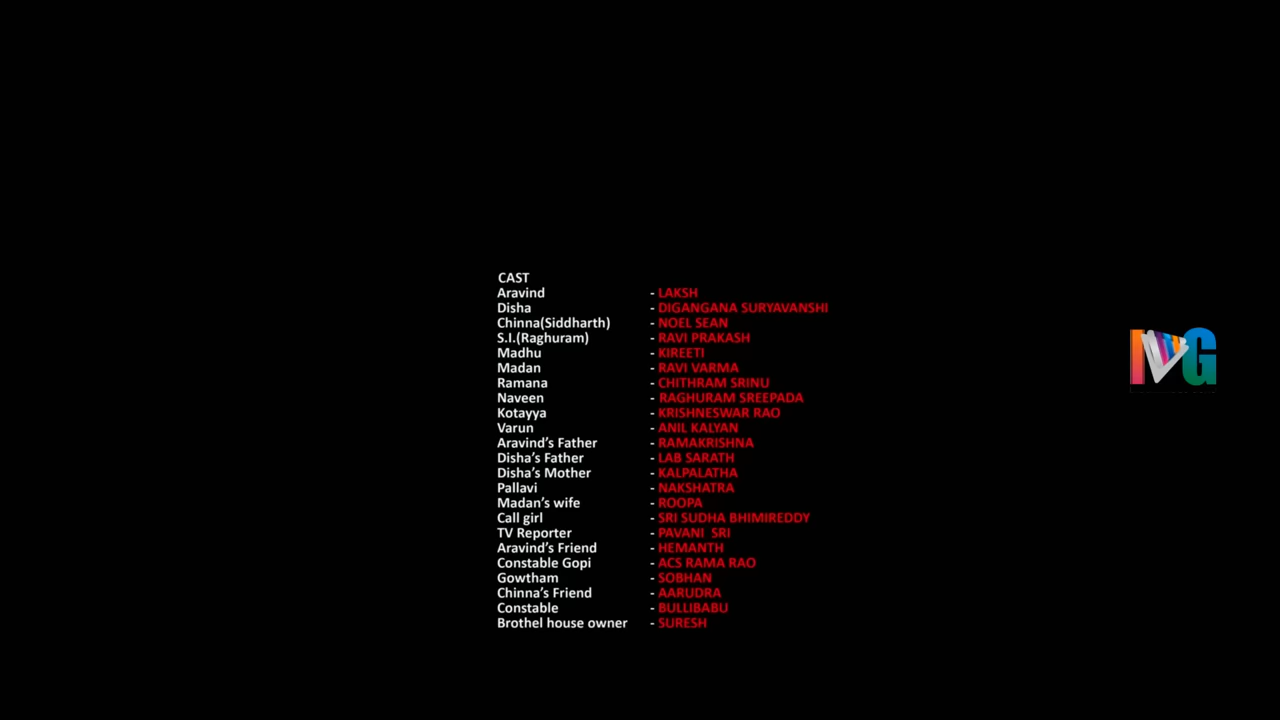 CAST
Aravind - LAKSH
Disha - DIGANGANA SURYAVANSHI
Chinna(Siddharth) - NOEL SEAN
S.I.(Raghuram) - RAVI PRAKASH
Madhu - KIREETI
Madan - RAVI VARMA
Ramana - CHITHRAM SRINU
Naveen - RAGHURAM SREEPADA
Kotayya - KRISHNESWAR RAO
Varun - ANIL KALYAN
Aravind's Father - RAMAKRISHNA
Disha's Father - LAB SARATH
Disha's Mother - KALPALATHA
Pallavi - NAKSHATRA
Madan's wife - ROOPA
Call girl - SRI SUDHA BHIMIREDDY
TV Reporter - PAVANI SRI
Aravind's Friend - HEMANTH
Constable Gopi - ACS RAMA RAO
Gowtham - SOBHAN
Chinna's Friend - AARUDRA
Constable - BULLIBABU
Brothel house owner - SURESH